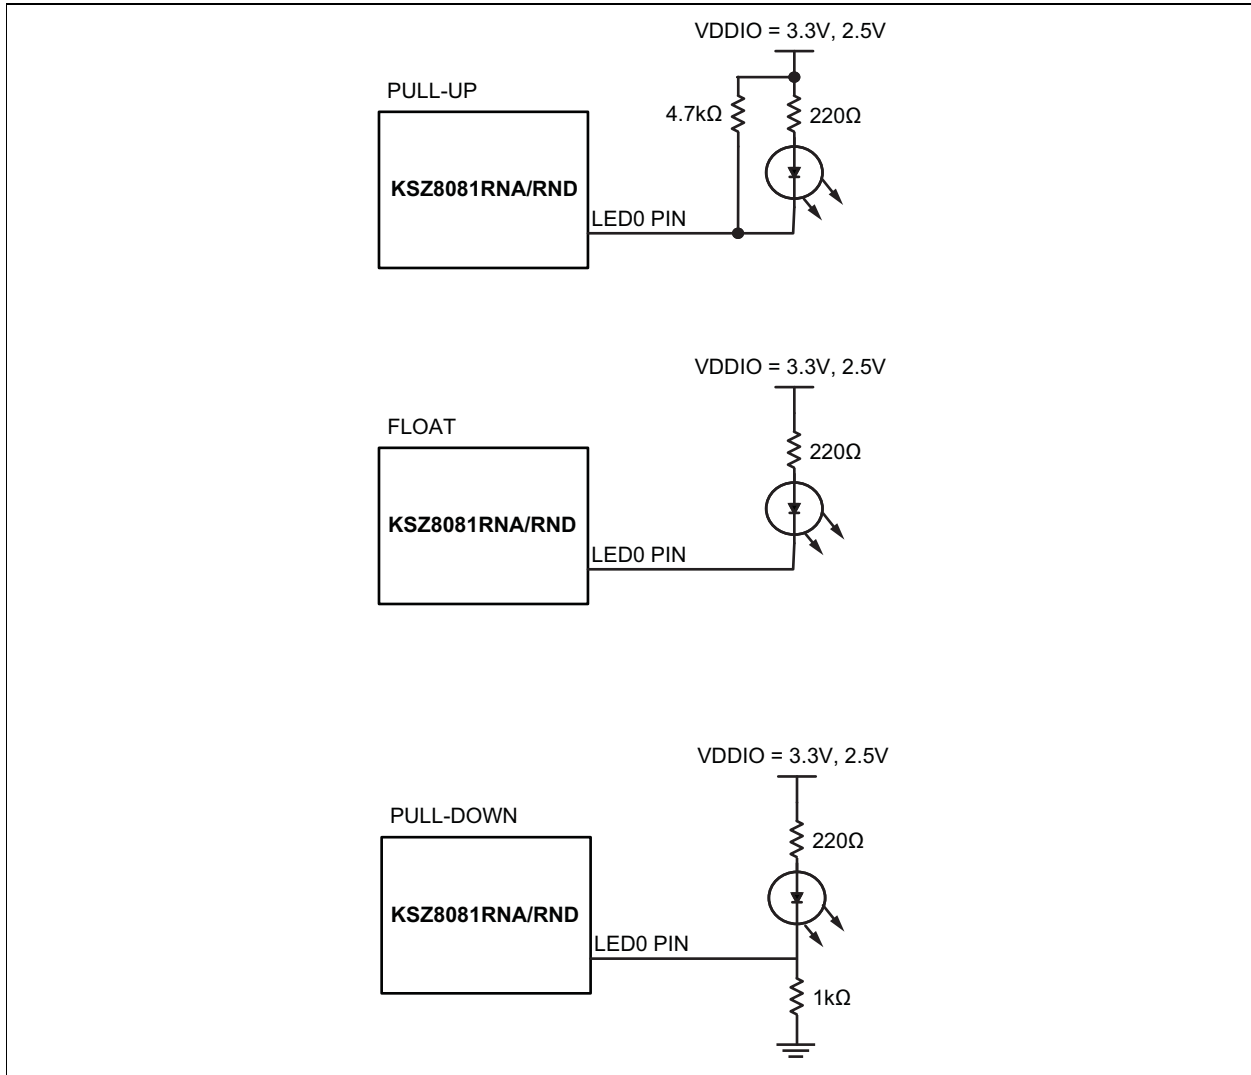 VDDIO = 3.3V, 2.5V
PULL-UP
4.7kΩ
220Ω
KSZ8081RNA/RND
LED0 PIN
VDDIO = 3.3V, 2.5V
FLOAT
220Ω
KSZ8081RNA/RND
LED0 PIN
VDDIO = 3.3V, 2.5V
PULL-DOWN
220Ω
KSZ8081RNA/RND
LED0 PIN
1kΩ